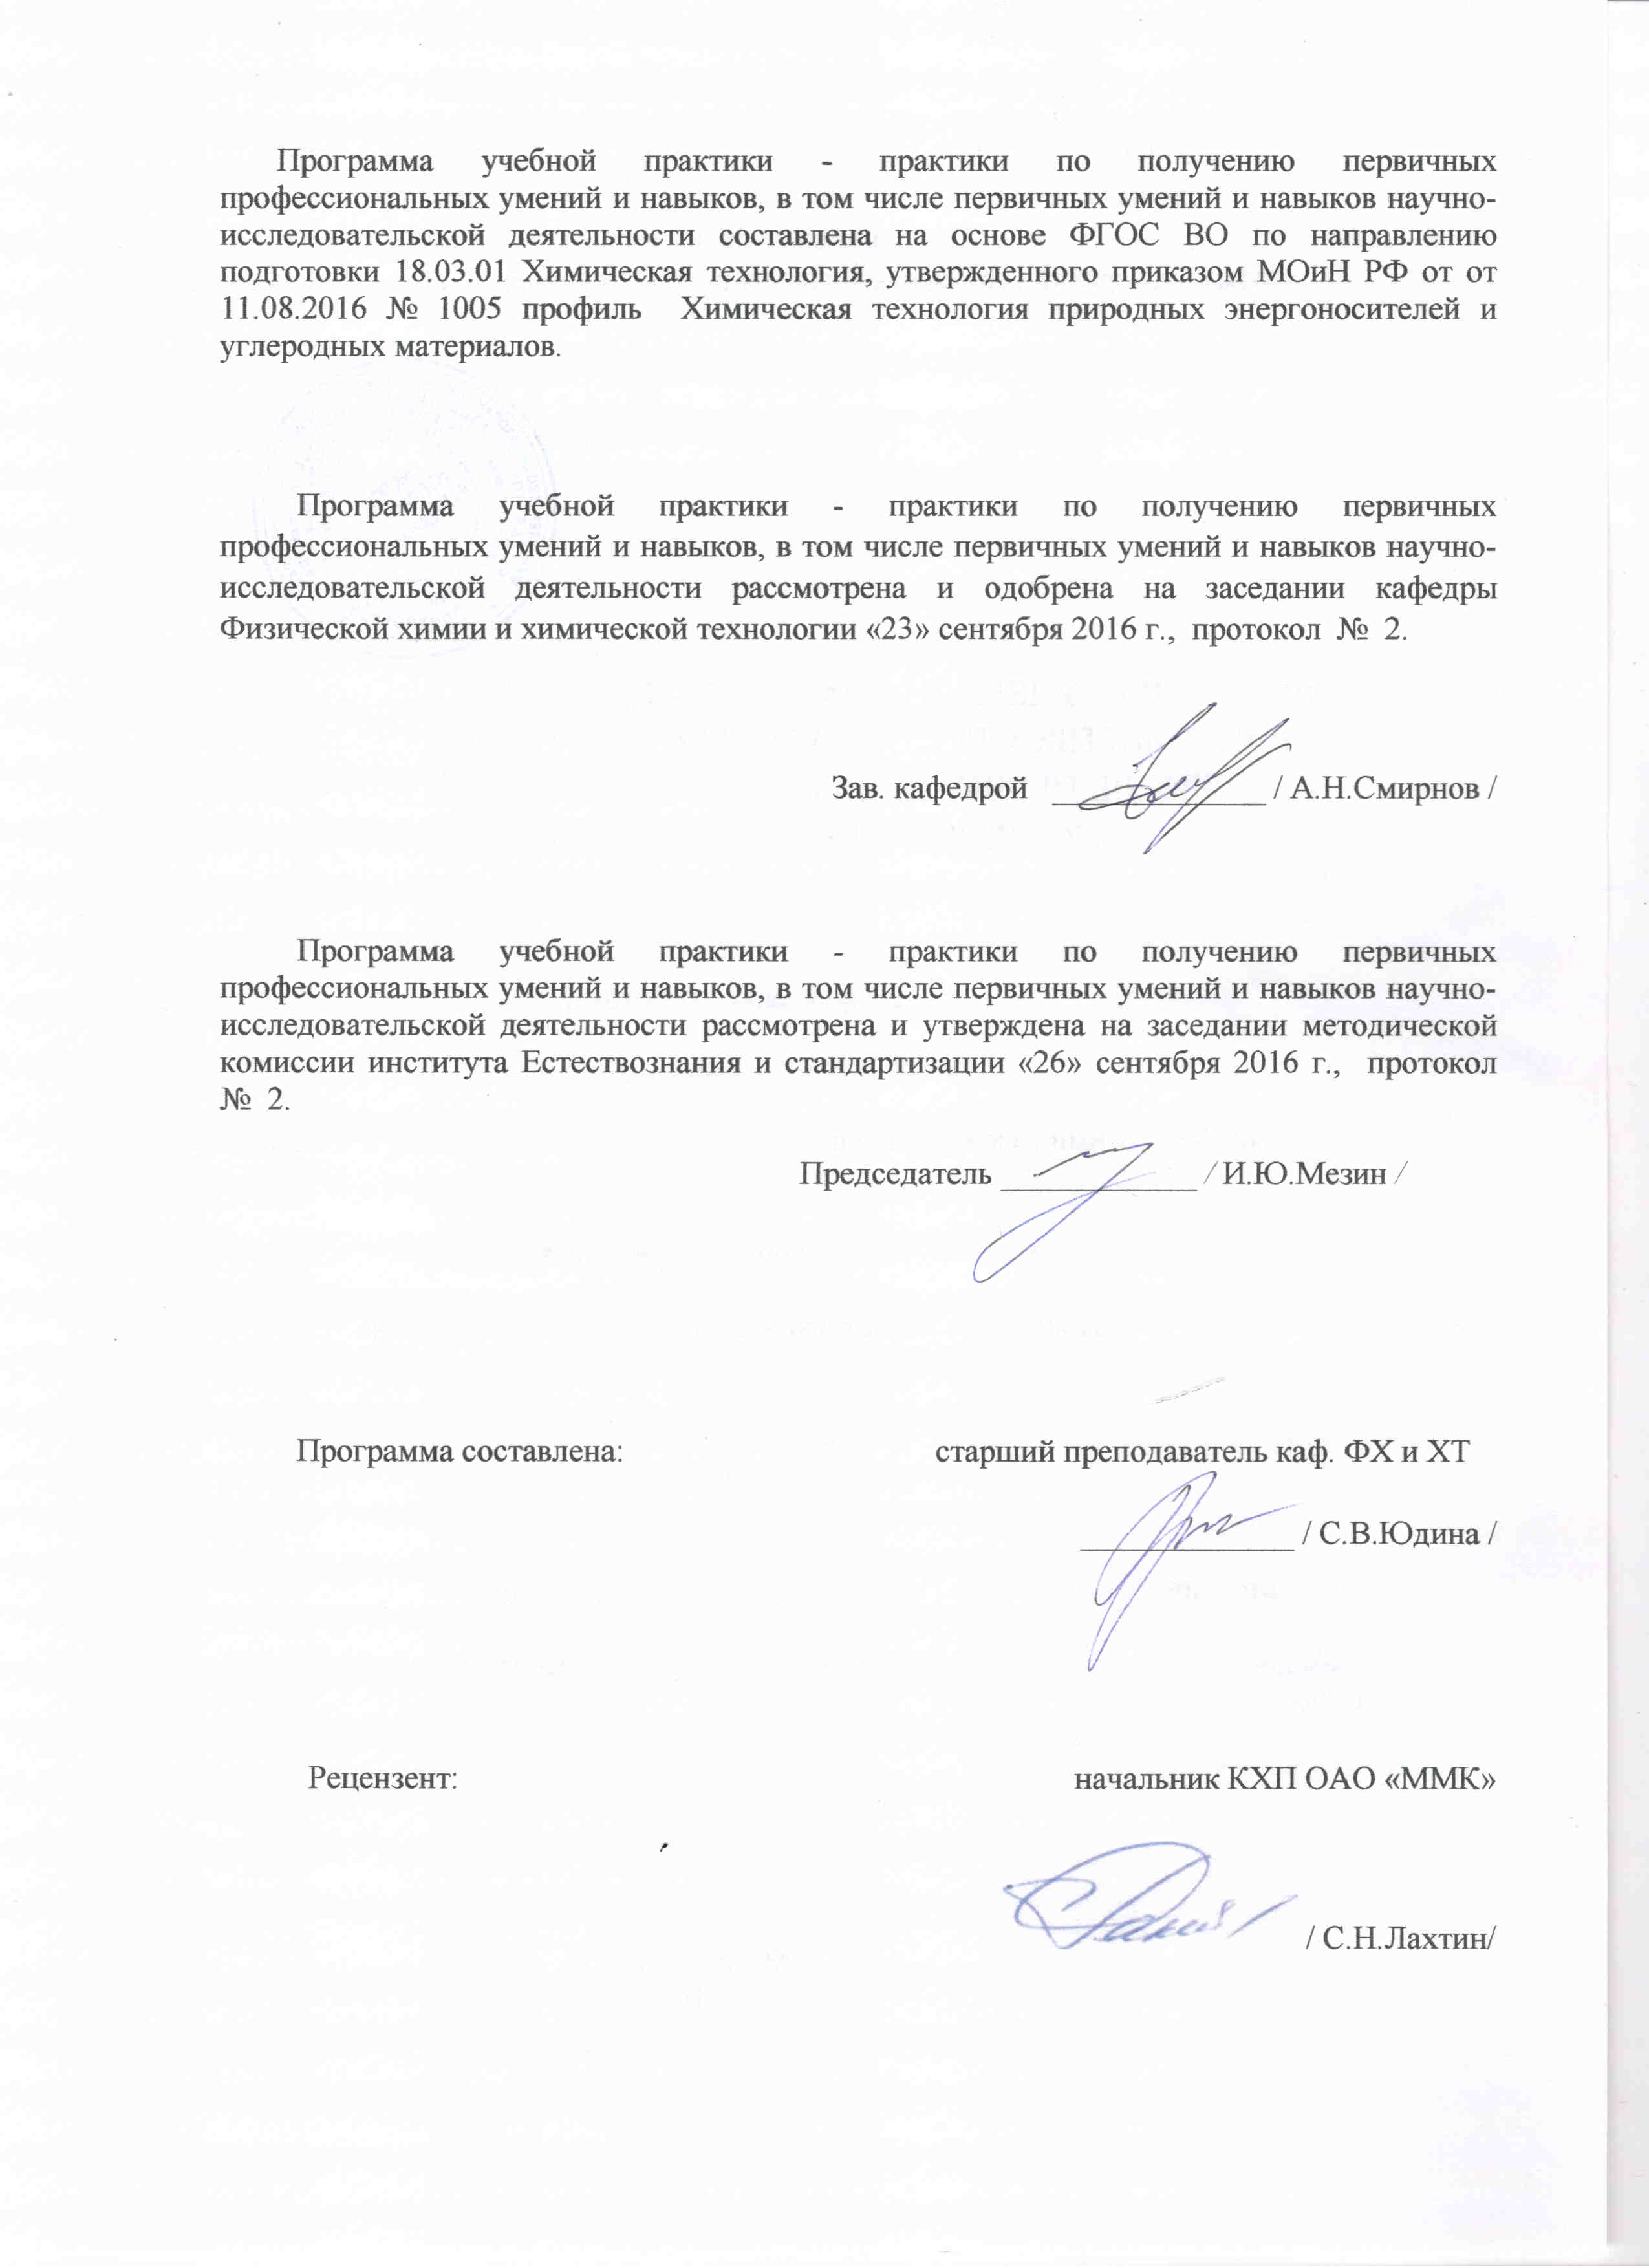 Программа учебной практики - практики по получению первичных
профессиональных умений и навыков, в том числе первичных умений и навыков научно-
исследовательской деятельности составлена на основе ФГОС ВО по направлению
подготовки 18.03.01 Химическая технология, утвержденного приказом МОиН РФ от от
11.08.2016 № 1005 профиль Химическая технология природных энергоносителей и
углеродных материалов.
Программа учебной практики - практики по получению первичных
профессиональных умений и навыков, в том числе первичных умений и навыков научно-
исследовательской деятельности рассмотрена и одобрена на заседании кафедры
Физической химии и химической технологии «23» сентября 2016 г., протокол № 2.
Зав. кафедрой / А.Н.Смирнов /
Программа учебной практики - практики по получению первичных
профессиональных умений и навыков, в том числе первичных умений и навыков научно-
исследовательской деятельности рассмотрена и утверждена на заседании методической
комиссии института Естествознания и стандартизации «26» сентября 2016 г., протокол
№ 2.
Председатель / И.Ю.Мезин /
Программа составлена: старший преподаватель каф. ФХ и ХТ
/ С.В.Юдина /
Рецензент: начальник КХП ОАО «ММК»
/ С.Н.Лахтин/